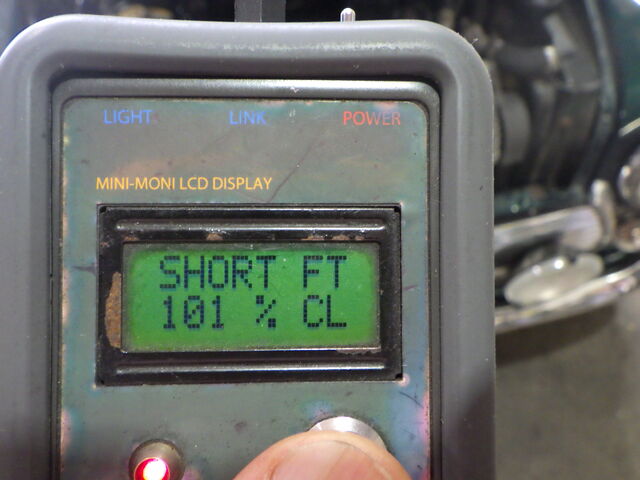 LIGHT LINK POWER
MINI-MONI LCD DISPLAY
SHORT FT
101 % CL